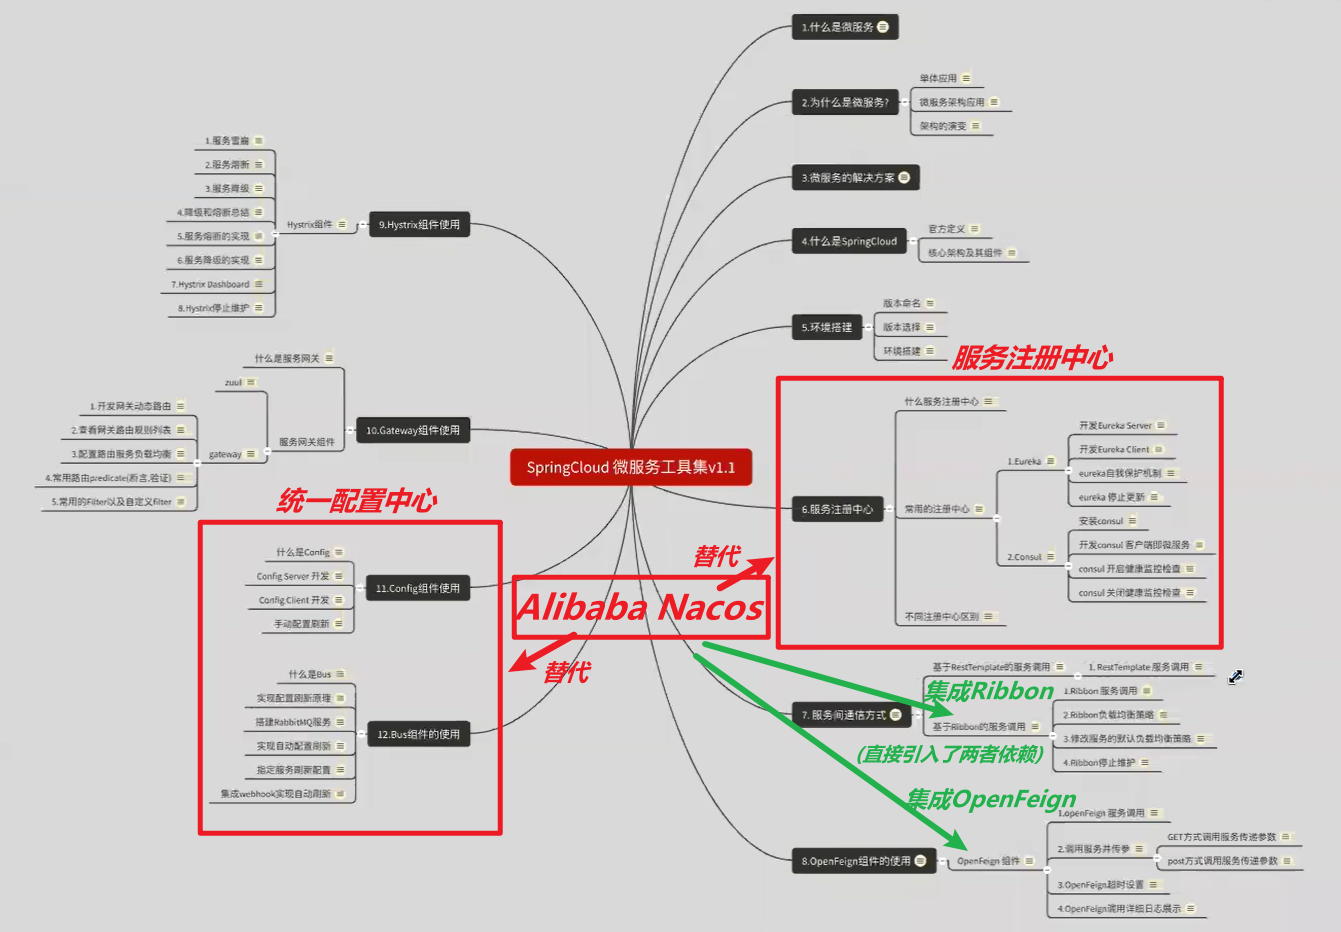 SpringCloud 微服务工具集v1.1
1.什么是微服务
2.为什么是微服务?
单体应用
微服务架构应用
架构的演变
3.微服务的解决方案
4.什么是SpringCloud
官方定义
核心架构及其组件
5.环境搭建
版本命名
版本选择
环境搭建
服务注册中心
6.服务注册中心
什么服务注册中心
常用的注册中心
1.Eureka
开发Eureka Server
开发Eureka Client
eureka自我保护机制
eureka 停止更新
2.Consul
安装consul
开发consul 客户端即微服务
consul 开启健康监控检查
consul 关闭健康监控检查
不同注册中心区别
7. 服务间通信方式
基于RestTemplate的服务调用
1. RestTemplate 服务调用
基于Ribbon的服务调用
1.Ribbon 服务调用
2.Ribbon负载均衡策略
3.修改服务的默认负载均衡策略
4.Ribbon停止维护
8.OpenFeign组件的使用
OpenFeign 组件
1.openFeign 服务调用
2.调用服务并传参
GET方式调用服务传递参数
post方式调用服务传递参数
3.OpenFeign超时设置
4.OpenFeign调用详细日志展示
9.Hystrix组件使用
Hystrix组件
1.服务雪崩
2.服务熔断
3.服务降级
4.降级和熔断总结
5.服务熔断的实现
6.服务降级的实现
7.Hystrix Dashboard
8.Hystrix停止维护
10.Gateway组件使用
什么是服务网关
服务网关组件
zuul
gateway
1.开发网关动态路由
2.查看网关路由规则列表
3.配置路由服务负载均衡
4.常用路由predicate(断言,验证)
5.常用的Filter以及自定义filter
统一配置中心
11.Config组件使用
什么是Config
Config Server 开发
Config Client 开发
手动配置刷新
12.Bus组件的使用
什么是Bus
实现配置刷新原理
搭建RabbitMQ服务
实现自动配置刷新
指定服务刷新配置
集成webhook实现自动刷新
Alibaba Nacos
替代
替代
集成Ribbon
(直接引入了两者依赖)
集成OpenFeign